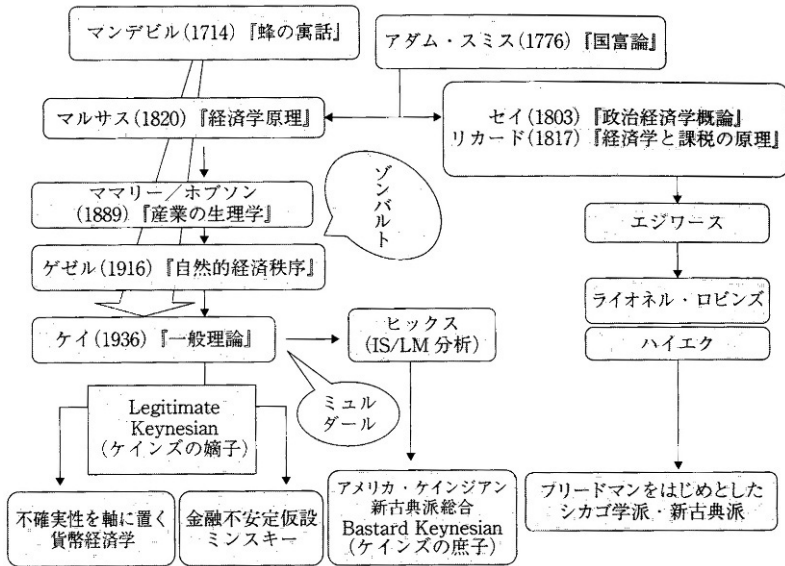 マンデビル(1714)『蜂の寓話』
アダム・スミス(1776)『国富論』
マルサス(1820)『経済学原理』
セイ(1803)『政治経済学概論』
リカード(1817)『経済学と課税の原理』
ママリー／ホブソン
(1889)『産業の生理学』
ゾンバルト
エジワース
ゲゼル(1916)『自然的経済秩序』
ライオネル・ロビンズ
ケイ(1936)『一般理論』
ヒックス
(IS/LM 分析)
ハイエク
ミュル
ダール
Legitimate
Keynesian
(ケインズの嫡子)
不確実性を軸に置く
貨幣経済学
金融不安定仮設
ミンスキー
アメリカ・ケインジアン
新古典派総合
Bastard Keynesian
(ケインズの庶子)
フリードマンをはじめとした
シカゴ学派・新古典派